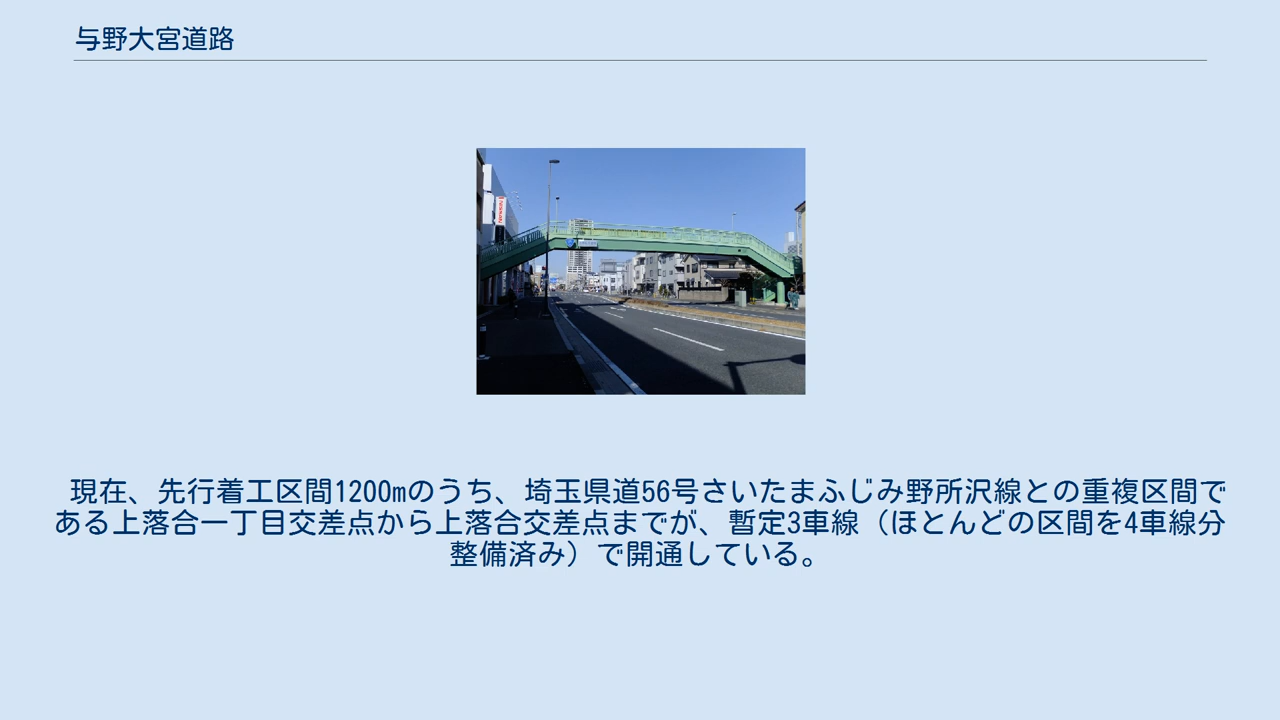 与野大宮道路
現在、先行着工区間1200mのうち、埼玉県道56号さいたまふじみ野所沢線との重複区間で
ある上落合一丁目交差点から上落合交差点までが、暫定3車線（ほとんどの区間を4車線分
整備済み）で開通している。